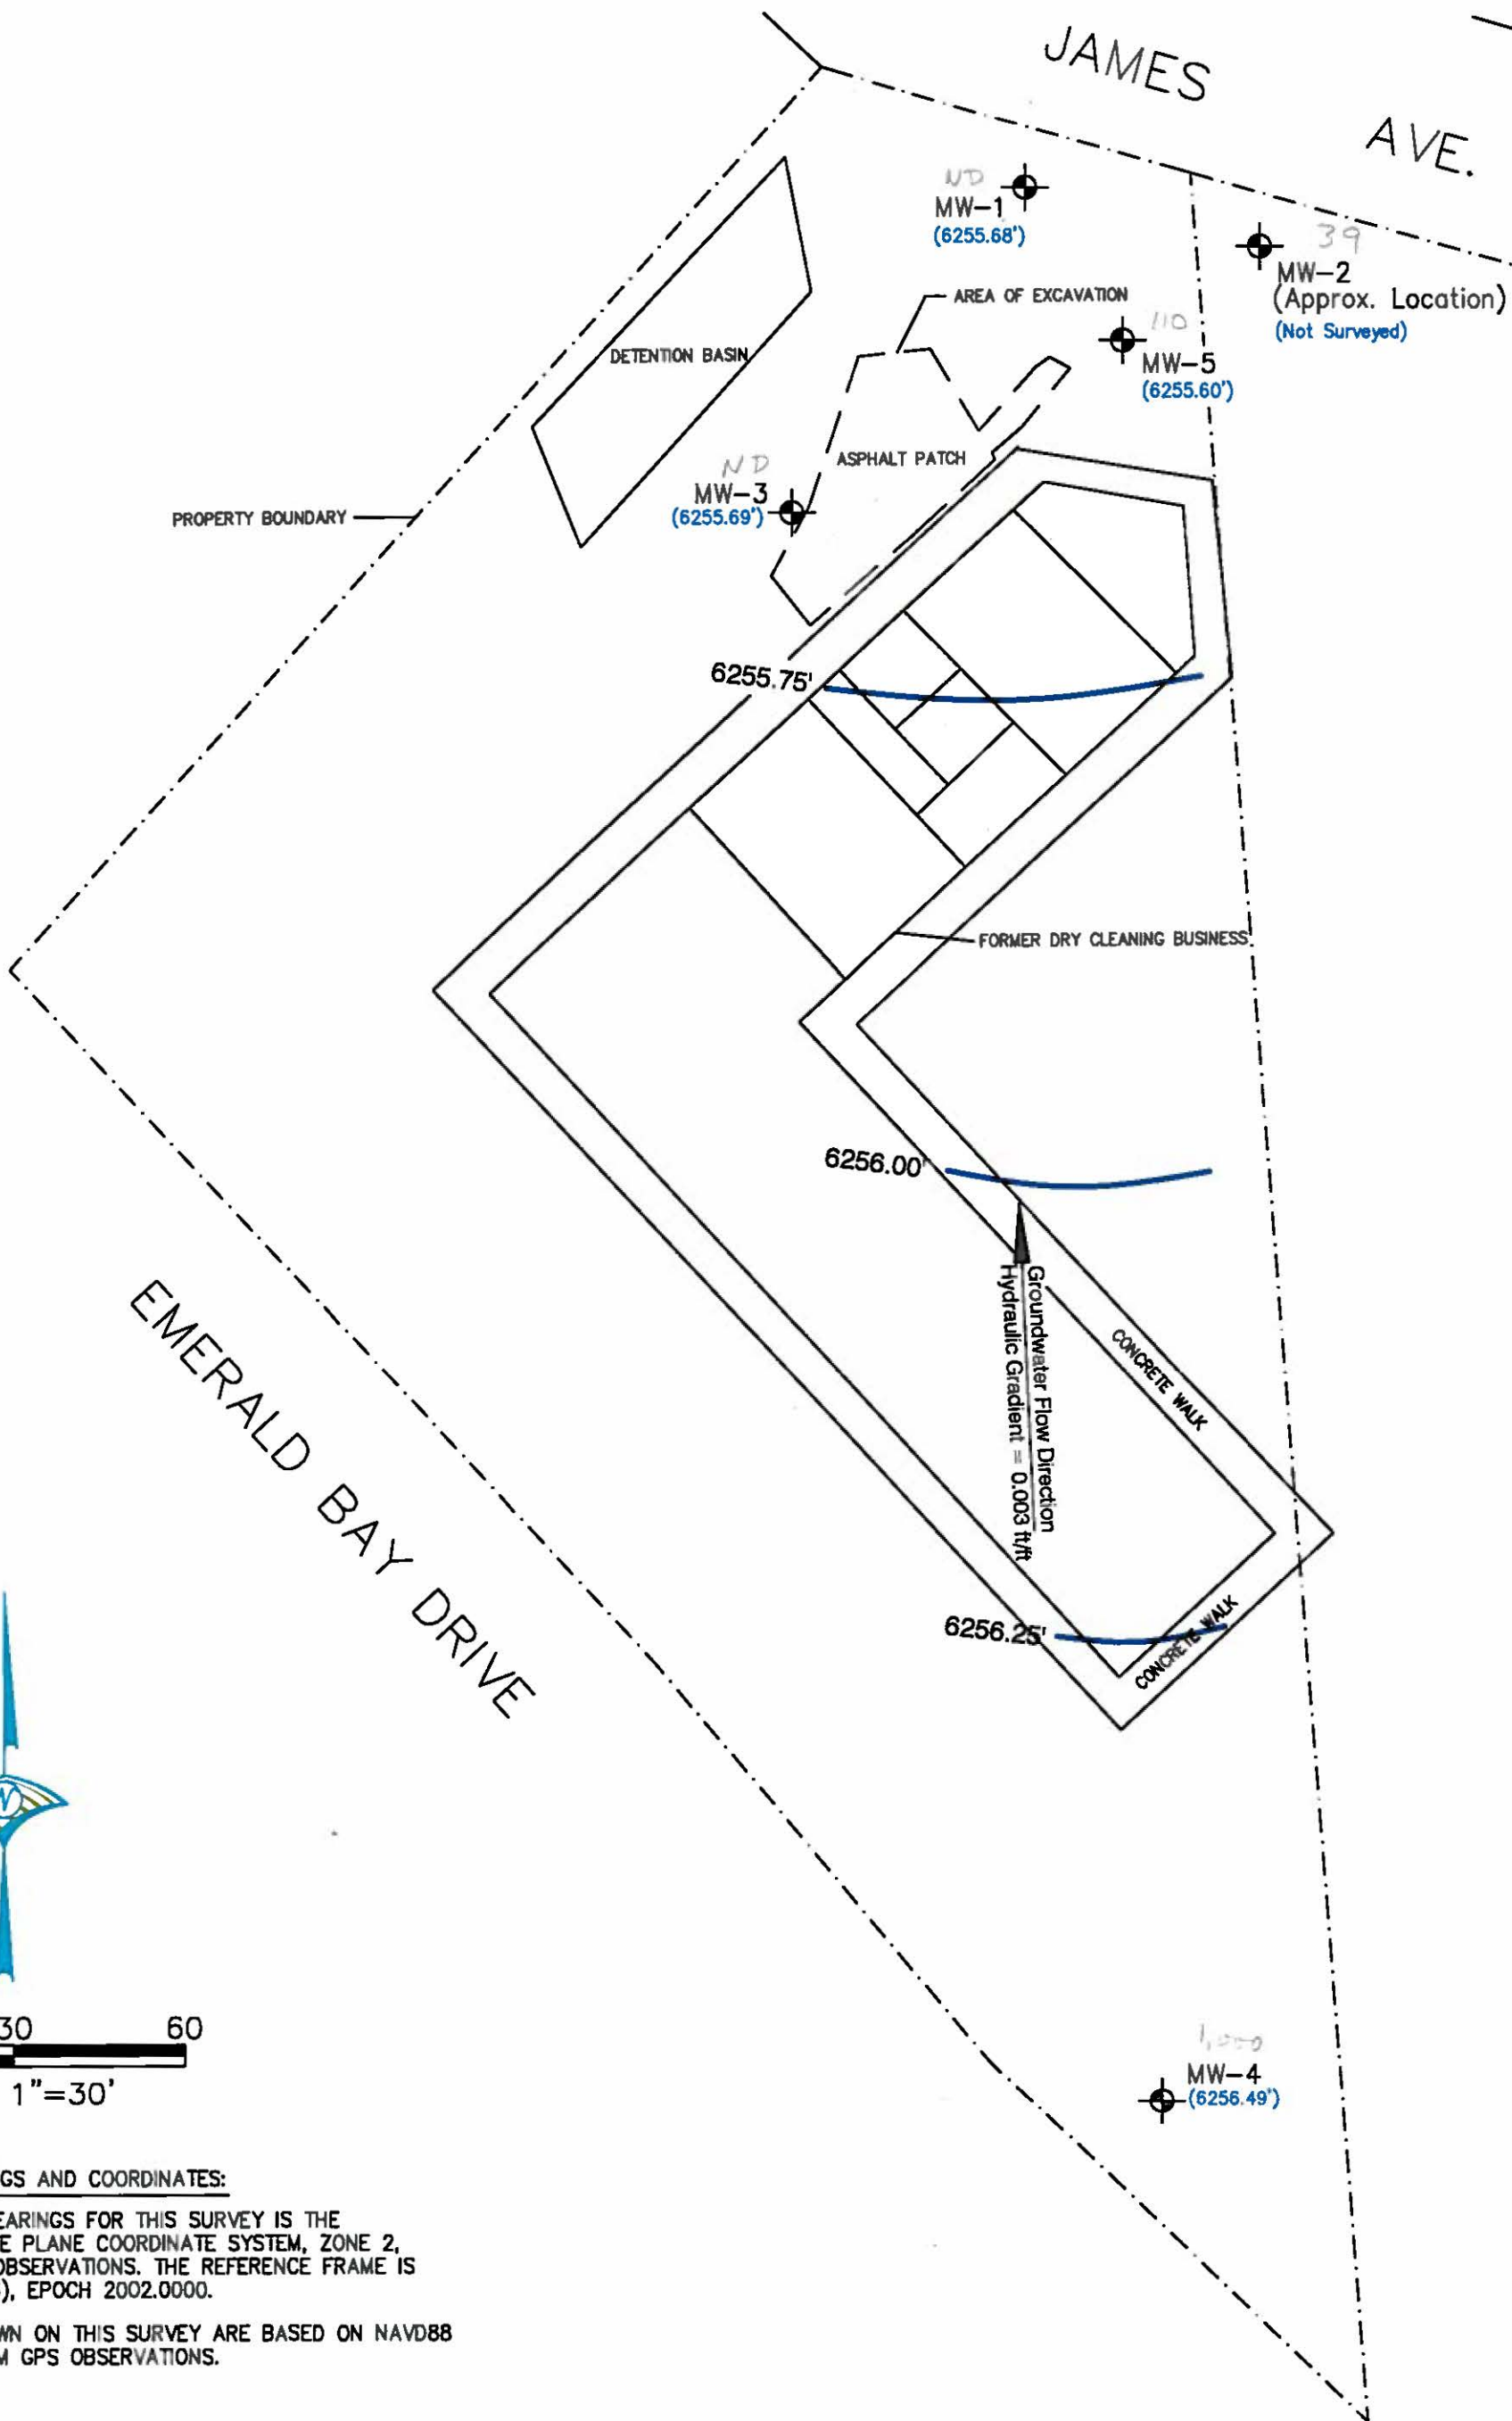 JAMES
AVE.
ND
MW-1
(6255.68')
39
MW-2
(Approx. Location)
(Not Surveyed)
AREA OF EXCAVATION
110
MW-5
(6255.60')
DETENTION BASIN
ASPHALT PATCH
ND
MW-3
(6255.69')
PROPERTY BOUNDARY
6255.75'
FORMER DRY CLEANING BUSINESS
6256.00'
Groundwater Flow Direction
Hydraulic Gradient = 0.003 ft/ft
CONCRETE WALK
EMERALD BAY DRIVE
6256.25'
CONCRETE WALK
30 60
1"=30'
1,000
MW-4
(6256.49')
GS AND COORDINATES:
EARINGS FOR THIS SURVEY IS THE
E PLANE COORDINATE SYSTEM, ZONE 2,
OBSERVATIONS. THE REFERENCE FRAME IS
), EPOCH 2002.0000.
WN ON THIS SURVEY ARE BASED ON NAVD88
M GPS OBSERVATIONS.